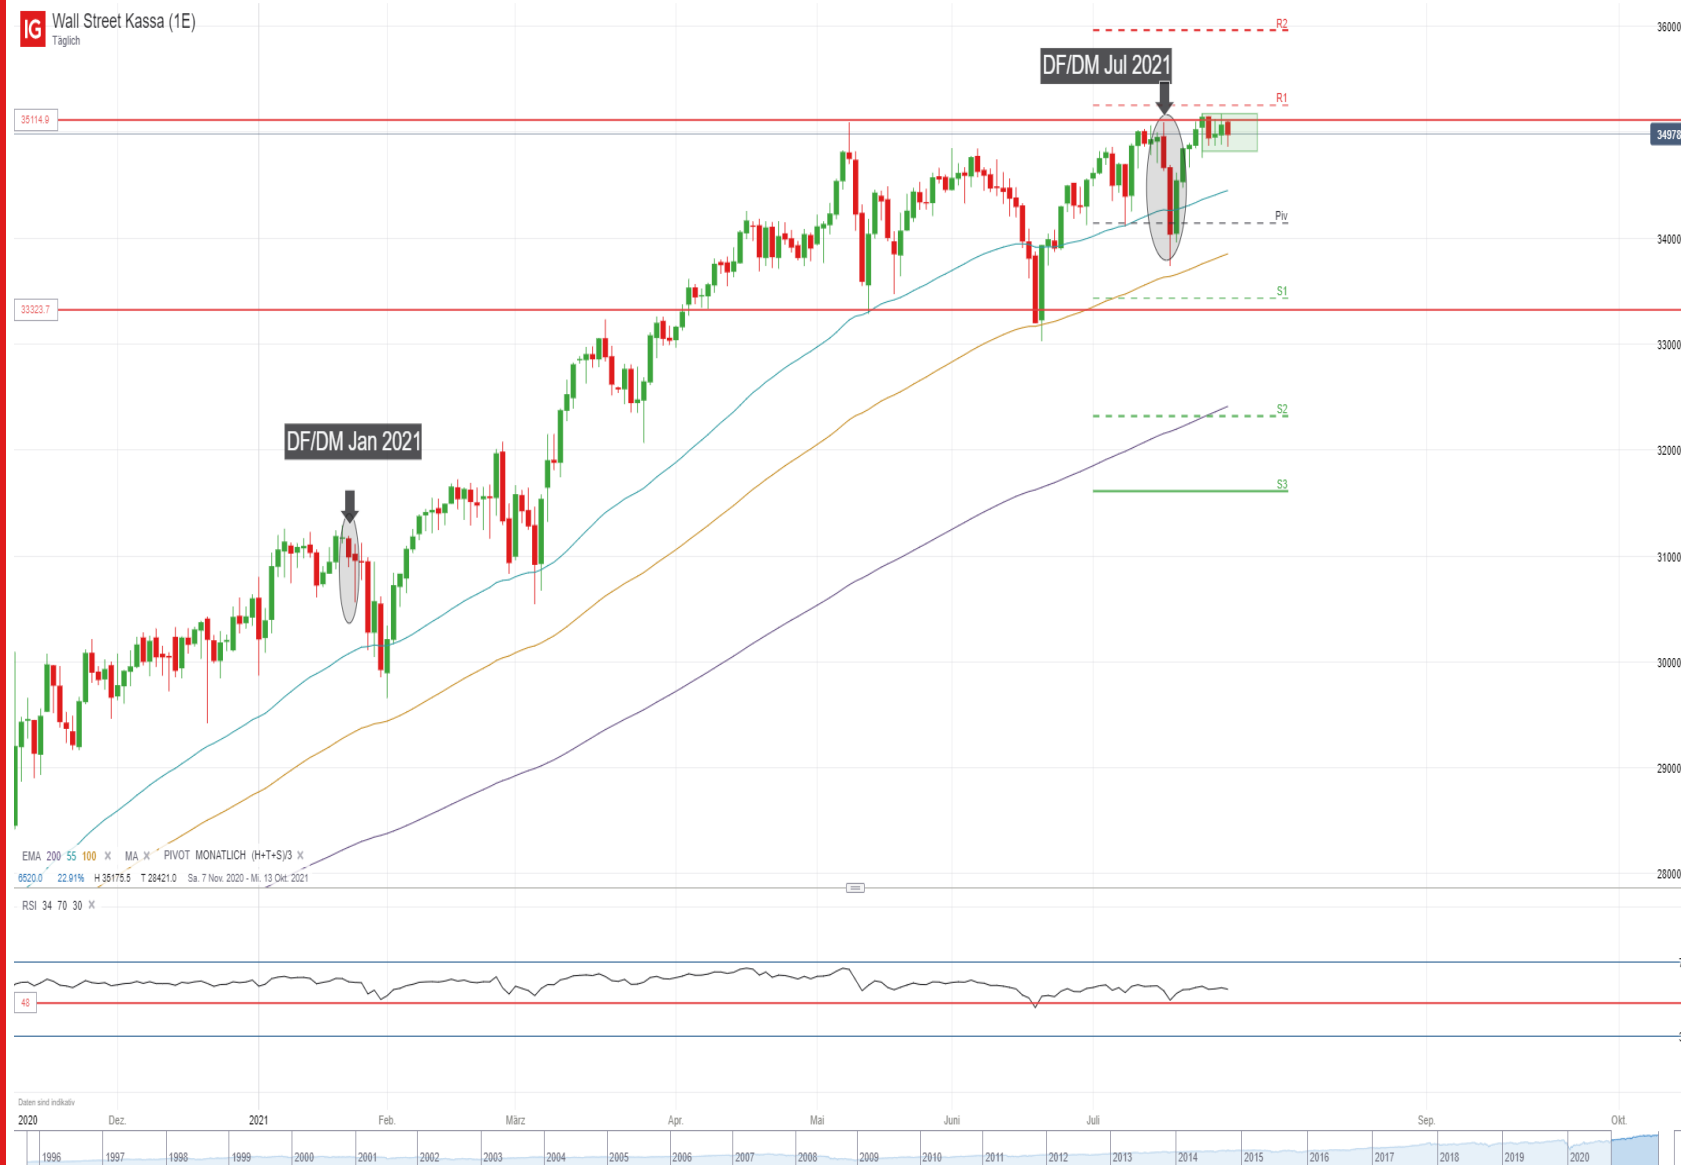 IG
Wall Street Kassa (1E)
Täglich
R2
36000
DF/DM Jul 2021
R1
35114.9
34978
Piv
34000
S1
33323.7
33000
S2
DF/DM Jan 2021
32000
S3
31000
30000
29000
EMA 200 55 100 X MA X PIVOT MONATLICH (H+T+S)/3 X
6520.0 22.91% H 35175.5 T 28421.0 Sa. 7 Nov. 2020 - Mi. 13 Okt. 2021
28000
RSI 34 70 30 X
48
Daten sind indikativ
2020 Dez. 2021 Feb. März Apr. Mai Juni Juli Sep. Okt.
1996 1997 1998 1999 2000 2001 2002 2003 2004 2005 2006 2007 2008 2009 2010 2011 2012 2013 2014 2015 2016 2017 2018 2019 2020